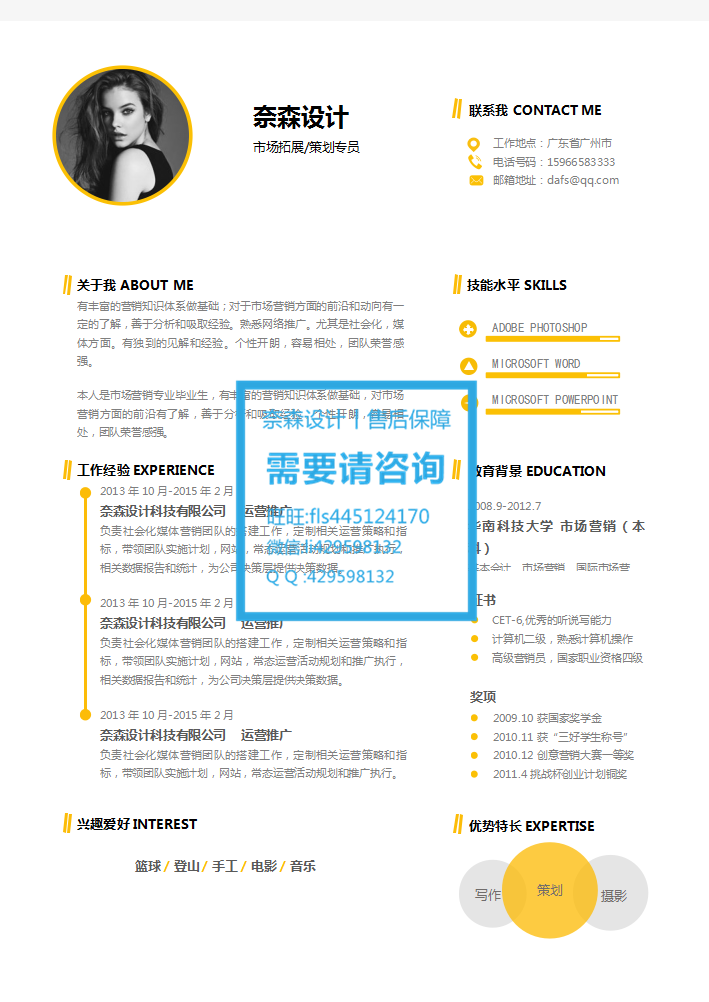 奈森设计
市场拓展/策划专员
联系我 CONTACT ME
工作地点：广东省广州市
电话号码：15966583333
邮箱地址：dafs@qq.com
关于我 ABOUT ME
有丰富的营销知识体系做基础；对于市场营销方面的前沿和动向有一
定的了解，善于分析和吸取经验。熟悉网络推广。尤其是社会化，媒
体方面。有独到的见解和经验。个性开朗，容易相处，团队荣誉感
强。
本人是市场营销专业毕业生，有丰富的营销知识体系做基础，对市场
营销方面的前沿有了解，善于分析和吸取经验。个性开朗，容易相
处，团队荣誉感强。
技能水平 SKILLS
ADOBE PHOTOSHOP
MICROSOFT WORD
MICROSOFT POWERPOINT
奈森设计丨售后保障
需要请咨询
旺旺:fls445124170
微信:li429598132
Q Q :429598132
工作经验 EXPERIENCE
2013 年 10 月-2015 年 2 月
奈森设计科技有限公司 运营推广
负责社会化媒体营销团队的搭建工作，定制相关运营策略和指
标，带领团队实施计划，网站，常态运营活动规划和推广执行，
相关数据报告和统计，为公司决策层提供决策数据。
2013 年 10 月-2015 年 2 月
奈森设计科技有限公司 运营推广
负责社会化媒体营销团队的搭建工作，定制相关运营策略和指
标，带领团队实施计划，网站，常态运营活动规划和推广执行，
相关数据报告和统计，为公司决策层提供决策数据。
2013 年 10 月-2015 年 2 月
奈森设计科技有限公司 运营推广
负责社会化媒体营销团队的搭建工作，定制相关运营策略和指
标，带领团队实施计划，网站，常态运营活动规划和推广执行。
教育背景 EDUCATION
2008.9-2012.7
华南科技大学 市场营销（本
科）
基本会计，市场营销，国际市场营
证书
CET-6,优秀的听说写能力
计算机二级，熟悉计算机操作
高级营销员，国家职业资格四级
奖项
2009.10 获国家奖学金
2010.11 获“三好学生称号”
2010.12 创意营销大赛一等奖
2011.4 挑战杯创业计划铜奖
兴趣爱好 INTEREST
篮球 / 登山 / 手工 / 电影 / 音乐
优势特长 EXPERTISE
写作
策划
摄影